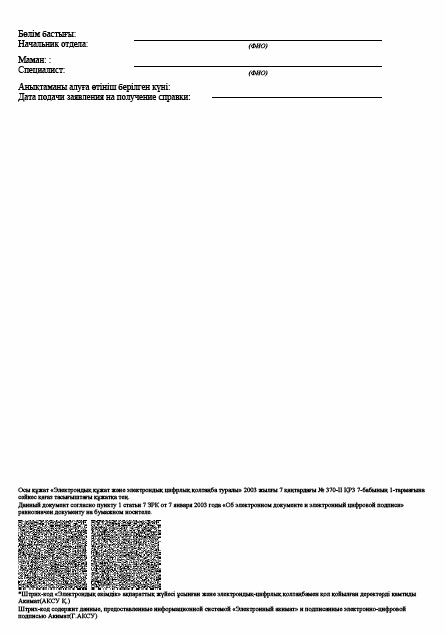 Бөлім бастығы:
Начальник отдела:
(ФИО)
Маман: :
Специалист:
(ФИО)
Анықтаманы алуға өтініш берілген күні:
Дата подачи заявления на получение справки:
Осы құжат «Электрондық құжат және электрондық цифрлық қолтаңба туралы» 2003 жылғы 7 қаңтардағы № 370-II ҚРЗ 7-бабының 1-тармағына
сәйкес қағаз тасығыштағы құжатқа тең.
Данный документ согласно пункту 1 статьи 7 ЗРК от 7 января 2003 года «Об электронном документе и электронной цифровой подписи»
равнозначен документу на бумажном носителе.
*Штрих-код «Электрондық әкімдік» ақпараттық жүйесі ұсынған және электрондық-цифрлық қолтаңбамен қол қойылған деректерді қамтиды
Акимат(АКСУ Қ.)
Штрих-код содержит данные, предоставленные информационной системой «Электронный акимат» и подписанные электронно-цифровой
подписью Акимат(Г.АКСУ)